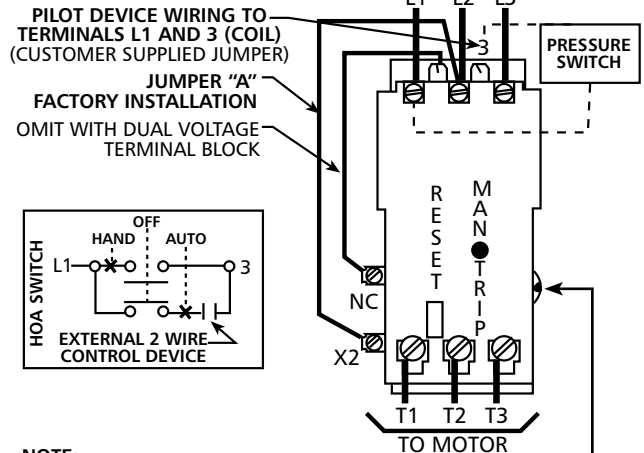 PILOT DEVICE WIRING TO
TERMINALS L1 AND 3 (COIL)
(CUSTOMER SUPPLIED JUMPER)
JUMPER “A”
FACTORY INSTALLATION
OMIT WITH DUAL VOLTAGE
TERMINAL BLOCK
L1 L2 L3
3
PRESSURE
SWITCH
RESET
MAN TRIP
NC
X2
T1 T2 T3
TO MOTOR
HOA SWITCH
OFF
HAND AUTO
L1 3
EXTERNAL 2 WIRE
CONTROL DEVICE
NOTE: